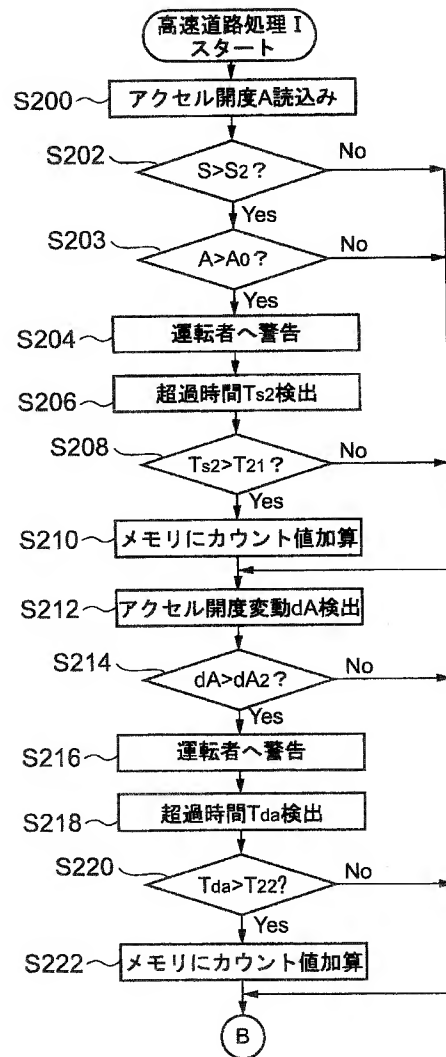 高速道路処理Ⅰ
スタート
S200
アクセル開度A読込み
S202
S>S2?
No
Yes
S203
A>A0?
No
Yes
S204
運転者へ警告
S206
超過時間Ts2検出
S208
Ts2>T21?
No
Yes
S210
メモリにカウント値加算
S212
アクセル開度変動dA検出
S214
dA>dA2?
No
Yes
S216
運転者へ警告
S218
超過時間Tda検出
S220
Tda>T22?
No
Yes
S222
メモリにカウント値加算
B